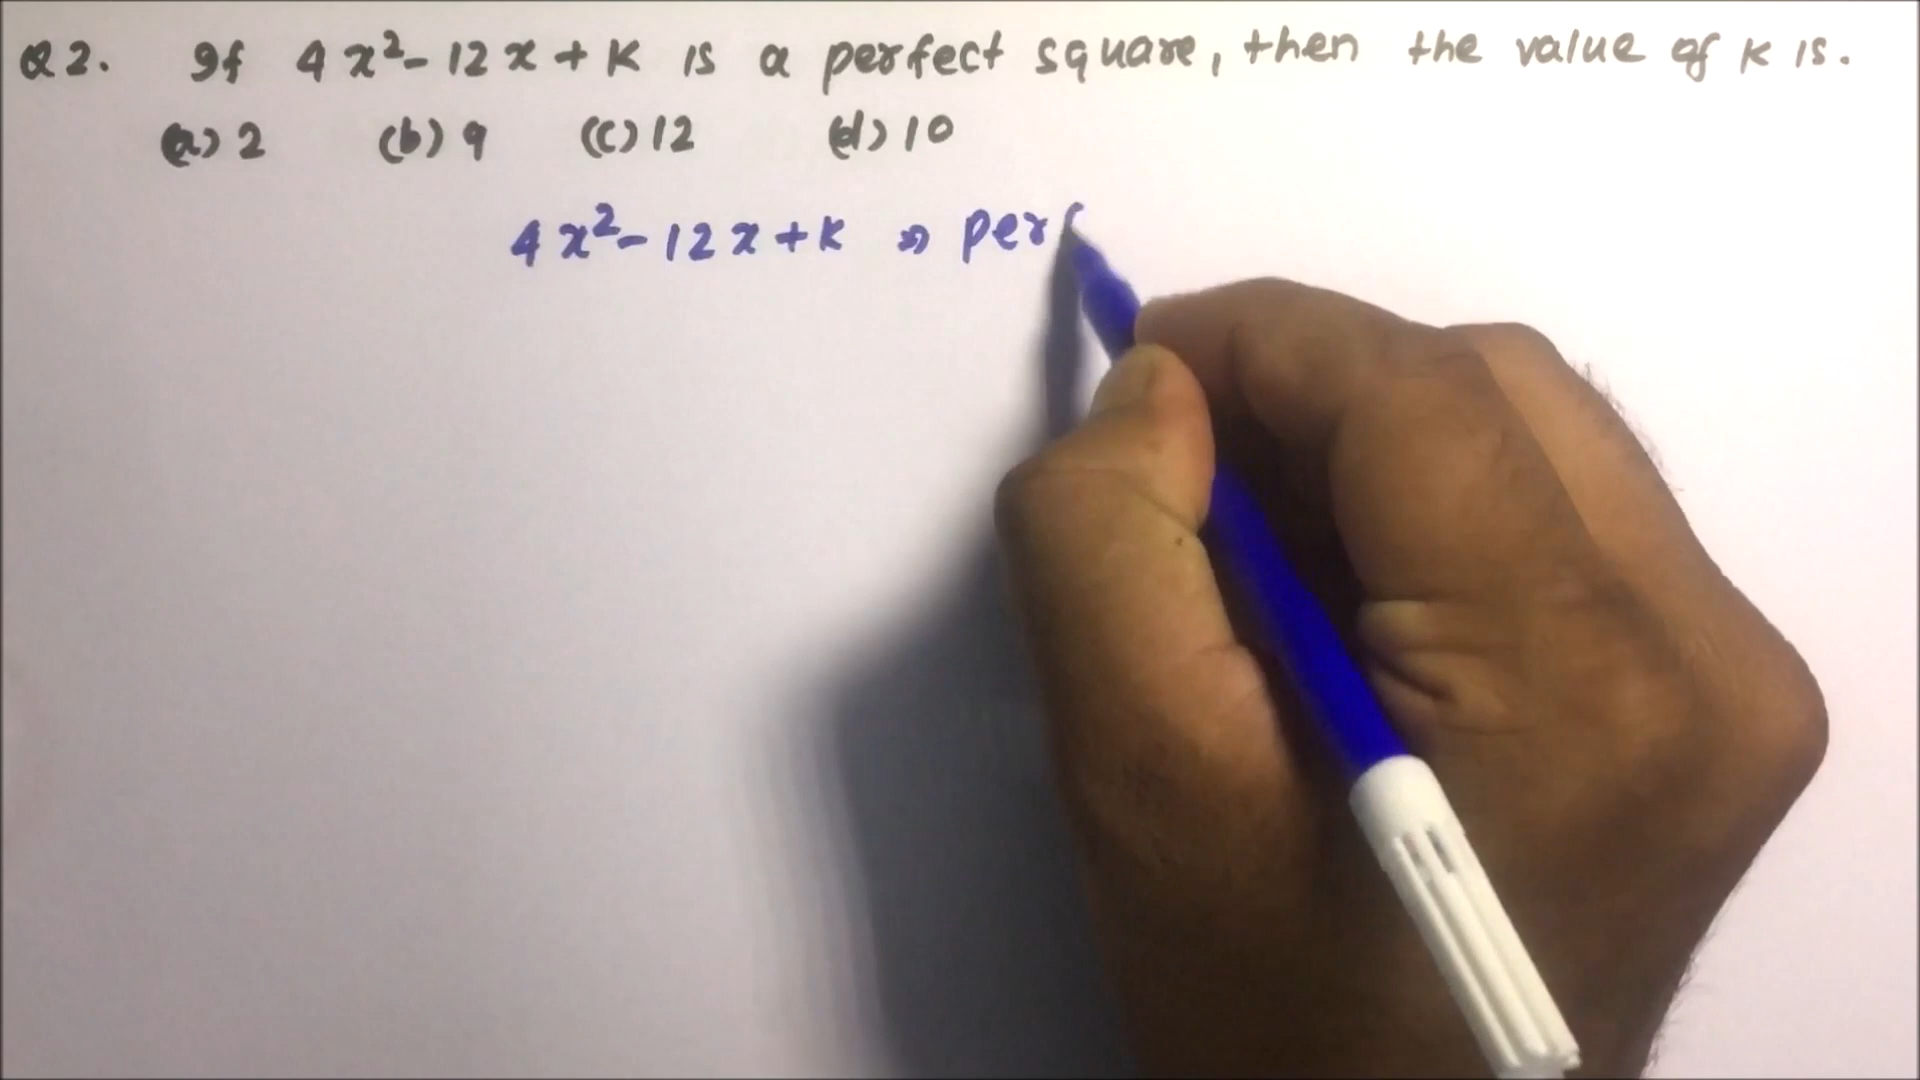 Q2. If 4x²-12x+K is a perfect square, then the value of K is.
(a) 2 (b) 9 (c) 12 (d) 10
4x²-12x+k ⇒ perf